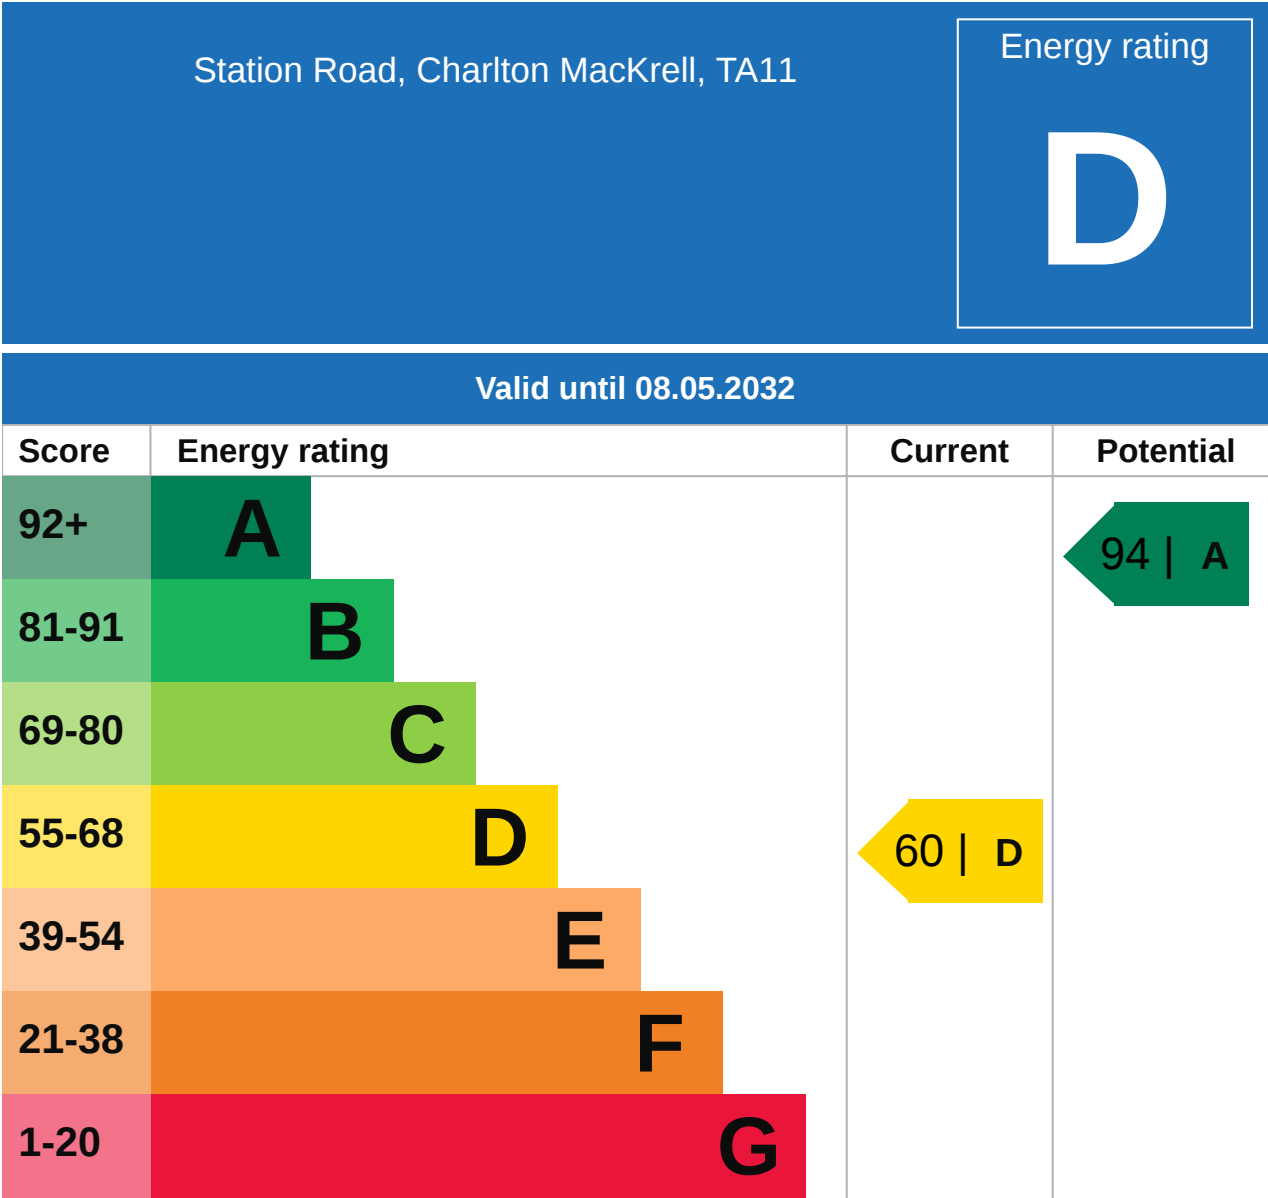 Station Road, Charlton MacKrell, TA11
Energy rating
D
Valid until 08.05.2032
Score Energy rating Current Potential
92+ A 94 | A
81-91 B
69-80 C
55-68 D 60 | D
39-54 E
21-38 F
1-20 G